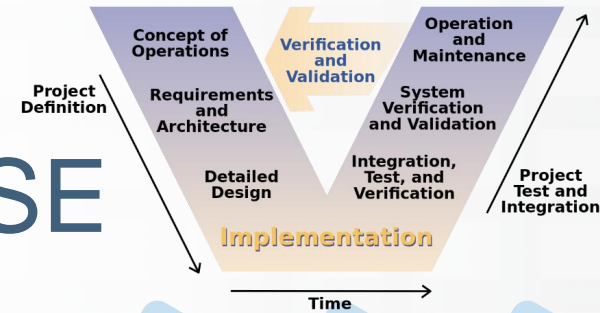 Concept of
Operations
Verification
and
Validation
Operation
and
Maintenance
Project
Definition
Requirements
and
Architecture
System
Verification
and Validation
SE
Detailed
Design
Integration,
Test, and
Verification
Project
Test and
Integration
Implementation
Time